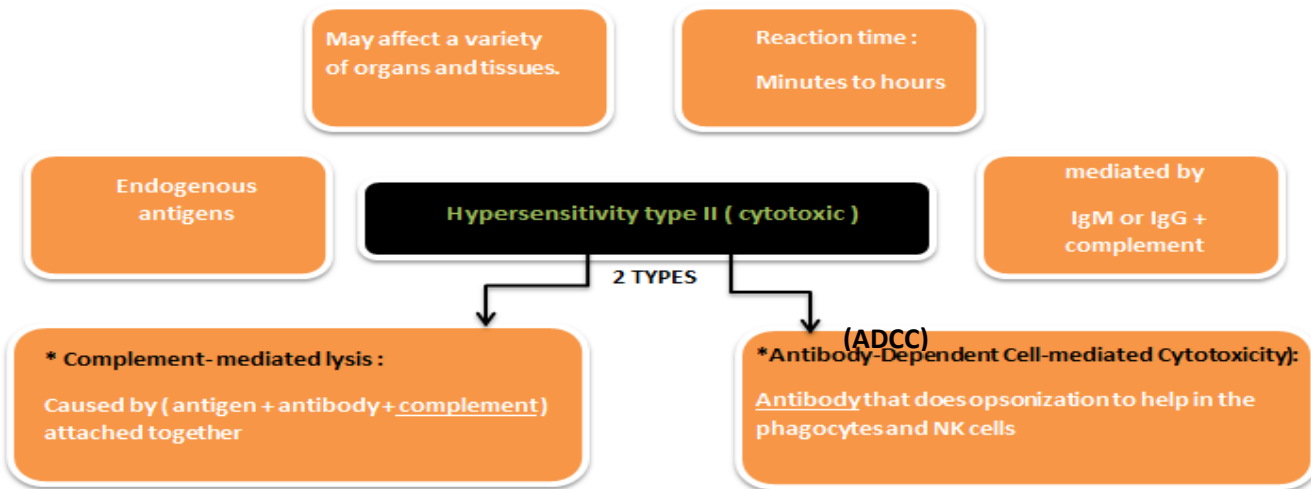 May affect a variety
of organs and tissues.
Reaction time :
Minutes to hours
Endogenous
antigens
Hypersensitivity type II ( cytotoxic )
mediated by
IgM or IgG +
complement
2 TYPES
* Complement- mediated lysis :
Caused by ( antigen + antibody + complement )
attached together
(ADCC)
*Antibody-Dependent Cell-mediated Cytotoxicity):
Antibody that does opsonization to help in the
phagocytes and NK cells